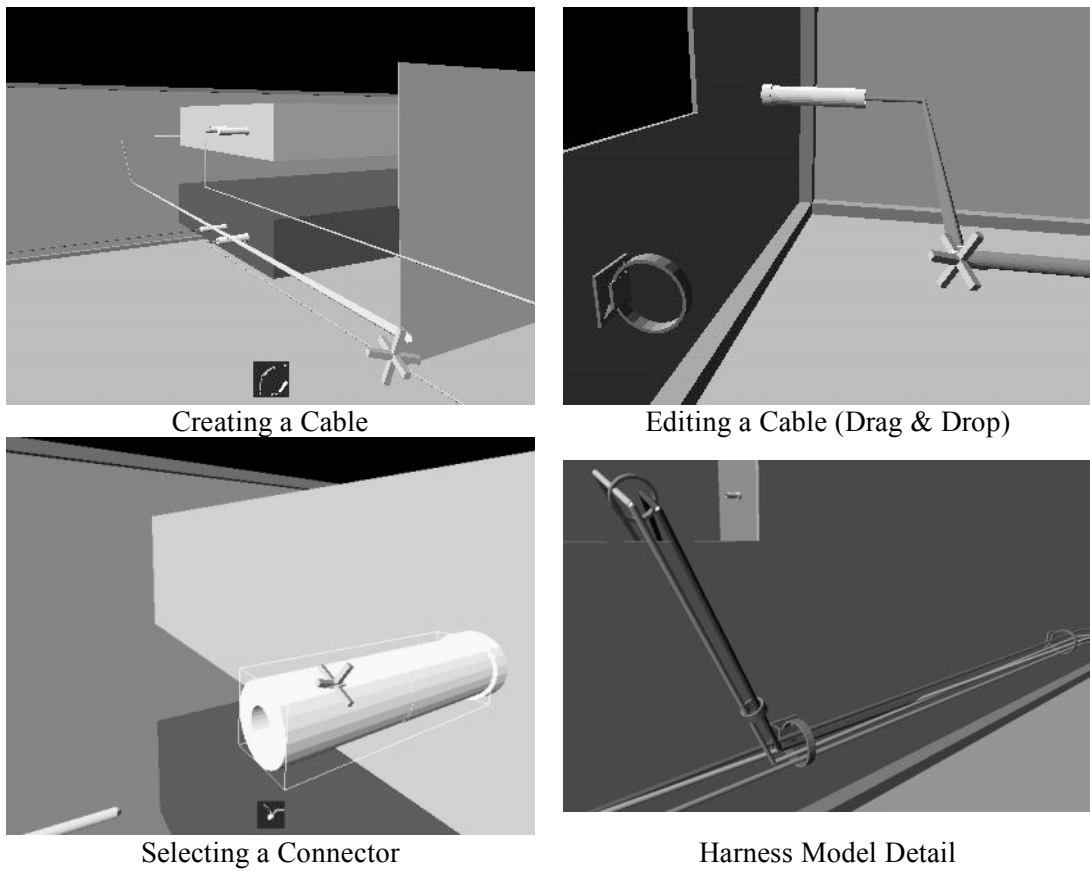 Creating a Cable
Editing a Cable (Drag & Drop)
Selecting a Connector
Harness Model Detail